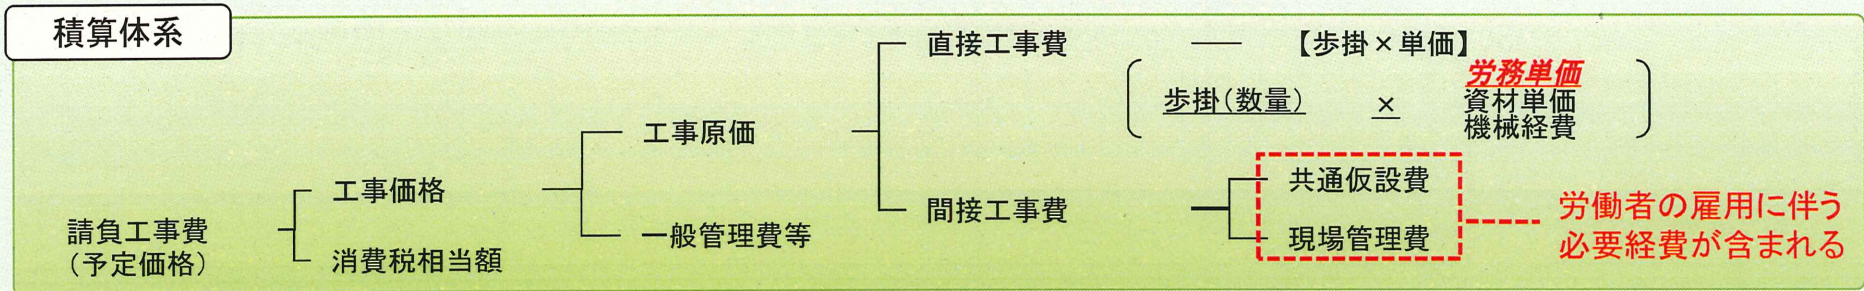 積算体系
請負工事費
（予定価格）
工事価格
消費税相当額
工事原価
一般管理費等
直接工事費
【歩掛×単価】
歩掛（数量） × 労務単価
資材単価
機械経費
間接工事費
共通仮設費
現場管理費
労働者の雇用に伴う
必要経費が含まれる